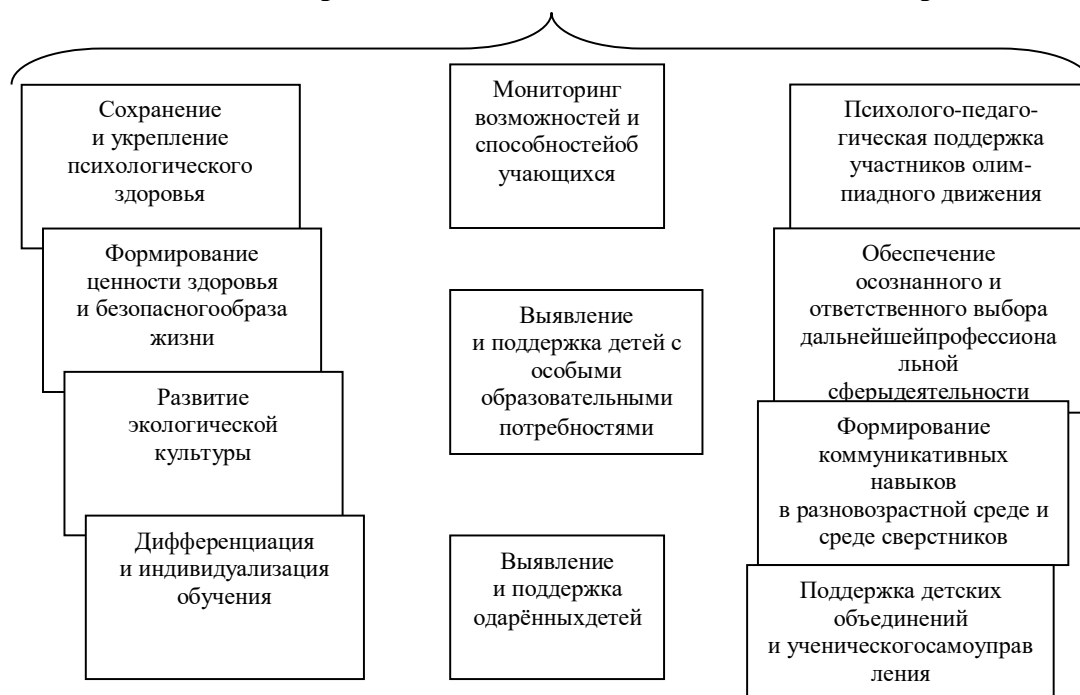 Сохранение
и укрепление
психологического
здоровья
Формирование
ценности здоровья
и безопасногообраза
жизни
Развитие
экологической
культуры
Дифференциация
и индивидуализация
обучения
Мониторинг
возможностей и
способностейоб
учающихся
Выявление
и поддержка детей с
особыми
образовательными
потребностями
Выявление
и поддержка
одарённыхдетей
Психолого-педаго-
гическая поддержка
участников олим-
пиадного движения
Обеспечение
осознанного и
ответственного выбора
дальнейшейпрофессиона
льной
сферыдеятельности
Формирование
коммуникативных
навыков
в разновозрастной среде и
среде сверстников
Поддержка детских
объединений
и ученическогосамоуправ
ления